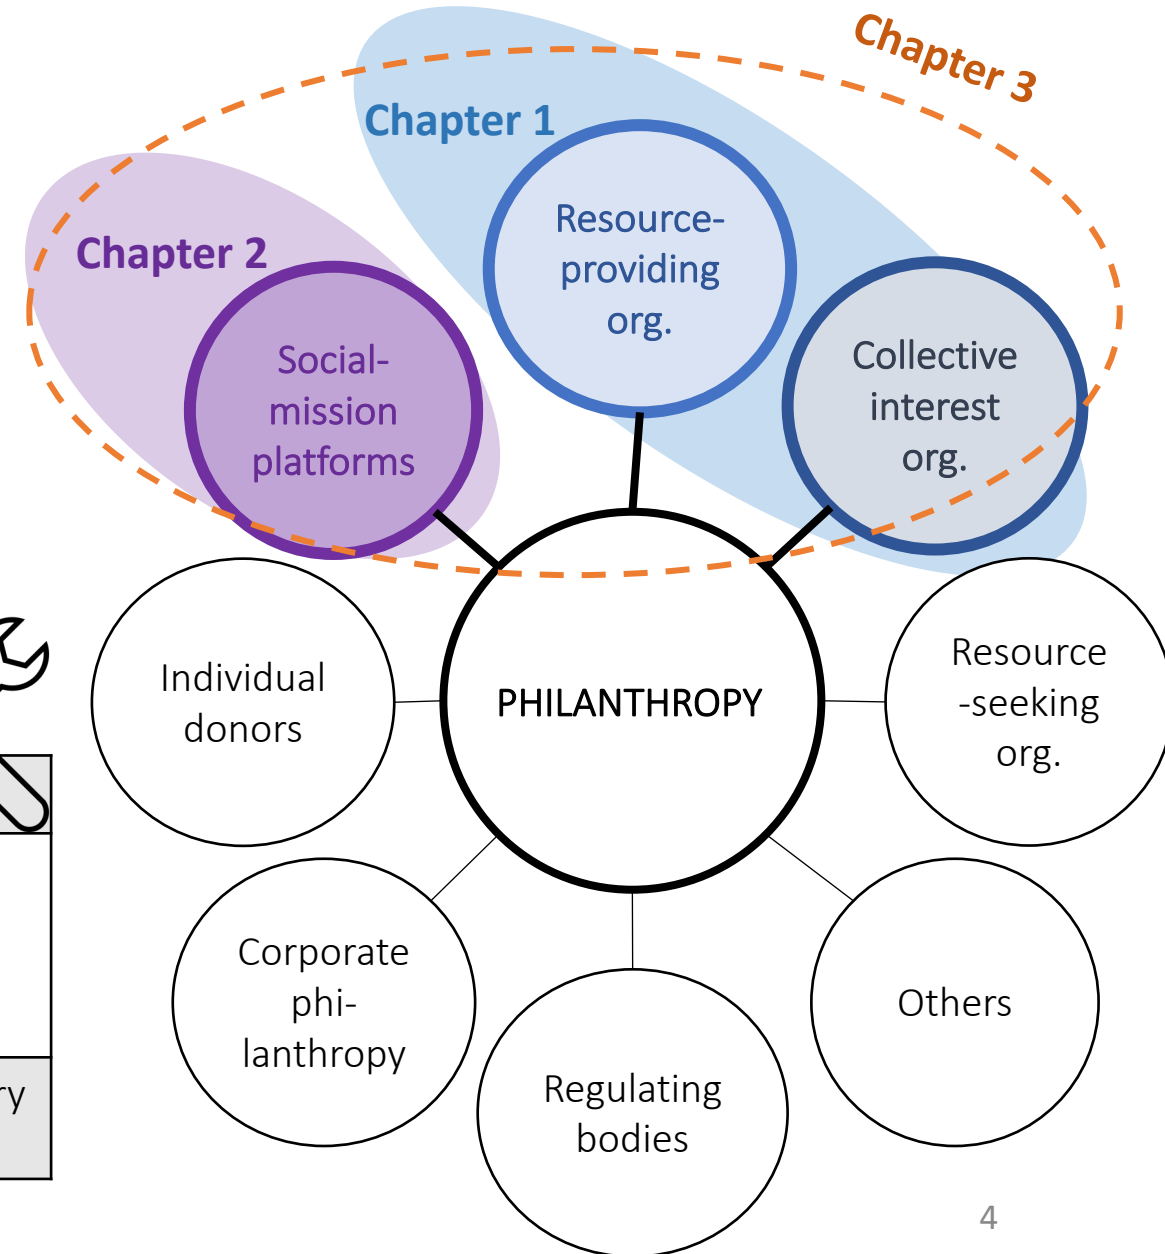 Chapter 3
Chapter 1
Chapter 2
Resource-
providing
org.
Social-
mission
platforms
Collective
interest
org.
Individual
donors
PHILANTHROPY
Resource
-seeking
org.
Corporate
phi-
lanthropy
Regulating
bodies
Others
ry
4